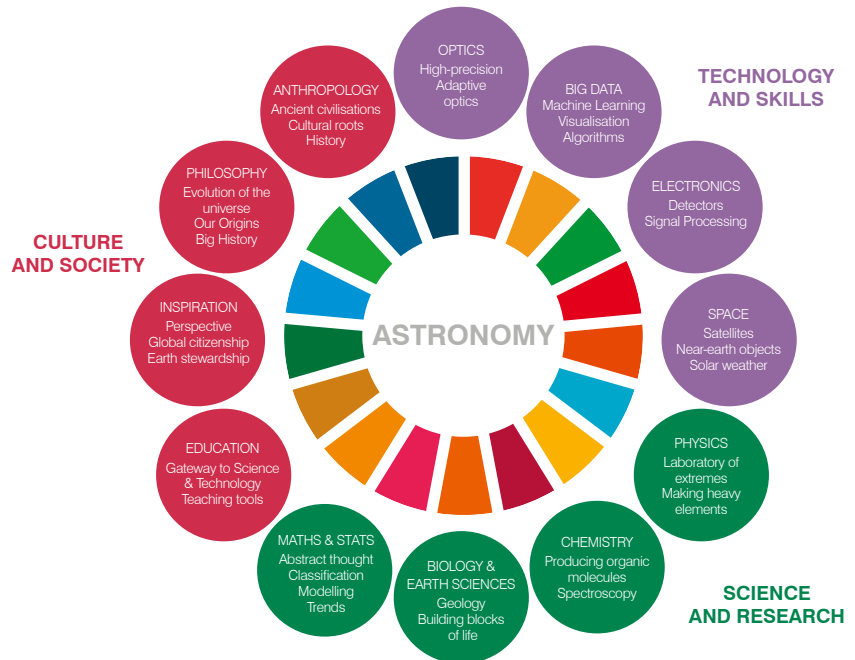 OPTICS
High-precision
Adaptive
optics
BIG DATA
Machine Learning
Visualisation
Algorithms
TECHNOLOGY
AND SKILLS
ELECTRONICS
Detectors
Signal Processing
SPACE
Satellites
Near-earth objects
Solar weather
PHYSICS
Laboratory of
extremes
Making heavy
elements
CHEMISTRY
Producing organic
molecules
Spectroscopy
SCIENCE
AND RESEARCH
BIOLOGY &
EARTH SCIENCES
Geology
Building blocks
of life
MATHS & STATS
Abstract thought
Classification
Modelling
Trends
EDUCATION
Gateway to Science
& Technology
Teaching tools
INSPIRATION
Perspective
Global citizenship
Earth stewardship
CULTURE
AND SOCIETY
PHILOSOPHY
Evolution of the
universe
Our Origins
Big History
ANTHROPOLOGY
Ancient civilisations
Cultural roots
History
ASTRONOMY